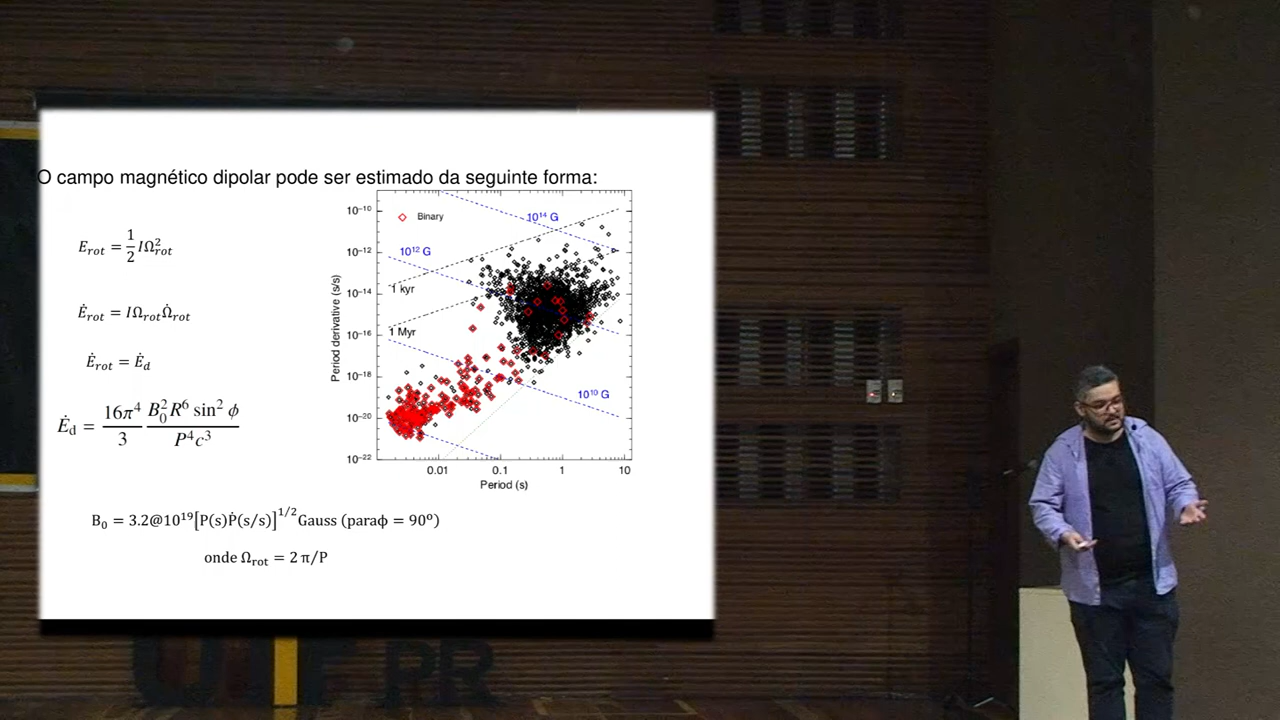 O campo magnético dipolar pode ser estimado da seguinte forma:
E_rot = 1/2 IΩ²_rot
Ė_rot = IΩ_rot Ω̇_rot
Ė_rot = Ė_d
Ė_d = 16π⁴/3 B₀²R⁶ sin² ϕ/P⁴c³
10⁻¹⁰
10⁻¹²
10⁻¹⁴
10⁻¹⁶
10⁻¹⁸
10⁻²⁰
10⁻²²
Period derivative (s/s)
Binary
10¹⁴ G
10¹² G
1 kyr
1 Myr
10¹⁰ G
0.01 0.1 1 10
Period (s)
B₀ = 3.2@10¹⁹[P(s)Ṗ(s/s)]^1/2 Gauss (paraϕ = 90º)
onde Ω_rot = 2 π/P
UTFPR